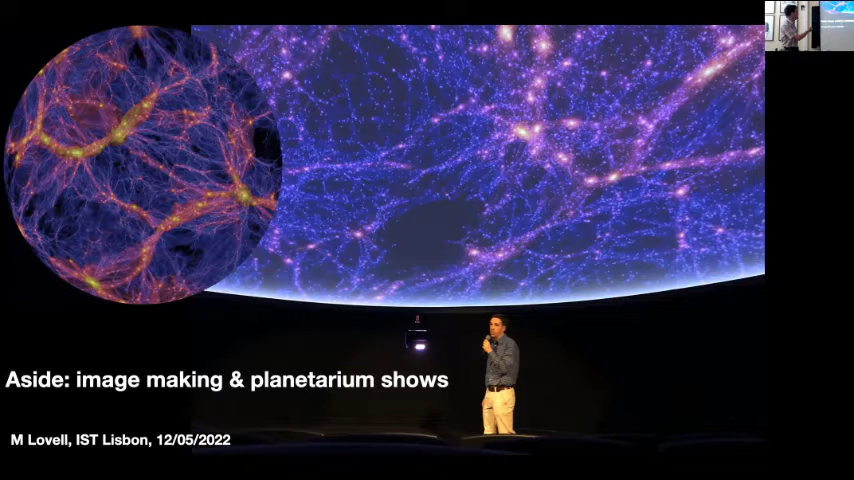 Aside: image making & planetarium shows
M Lovell, IST Lisbon, 12/05/2022